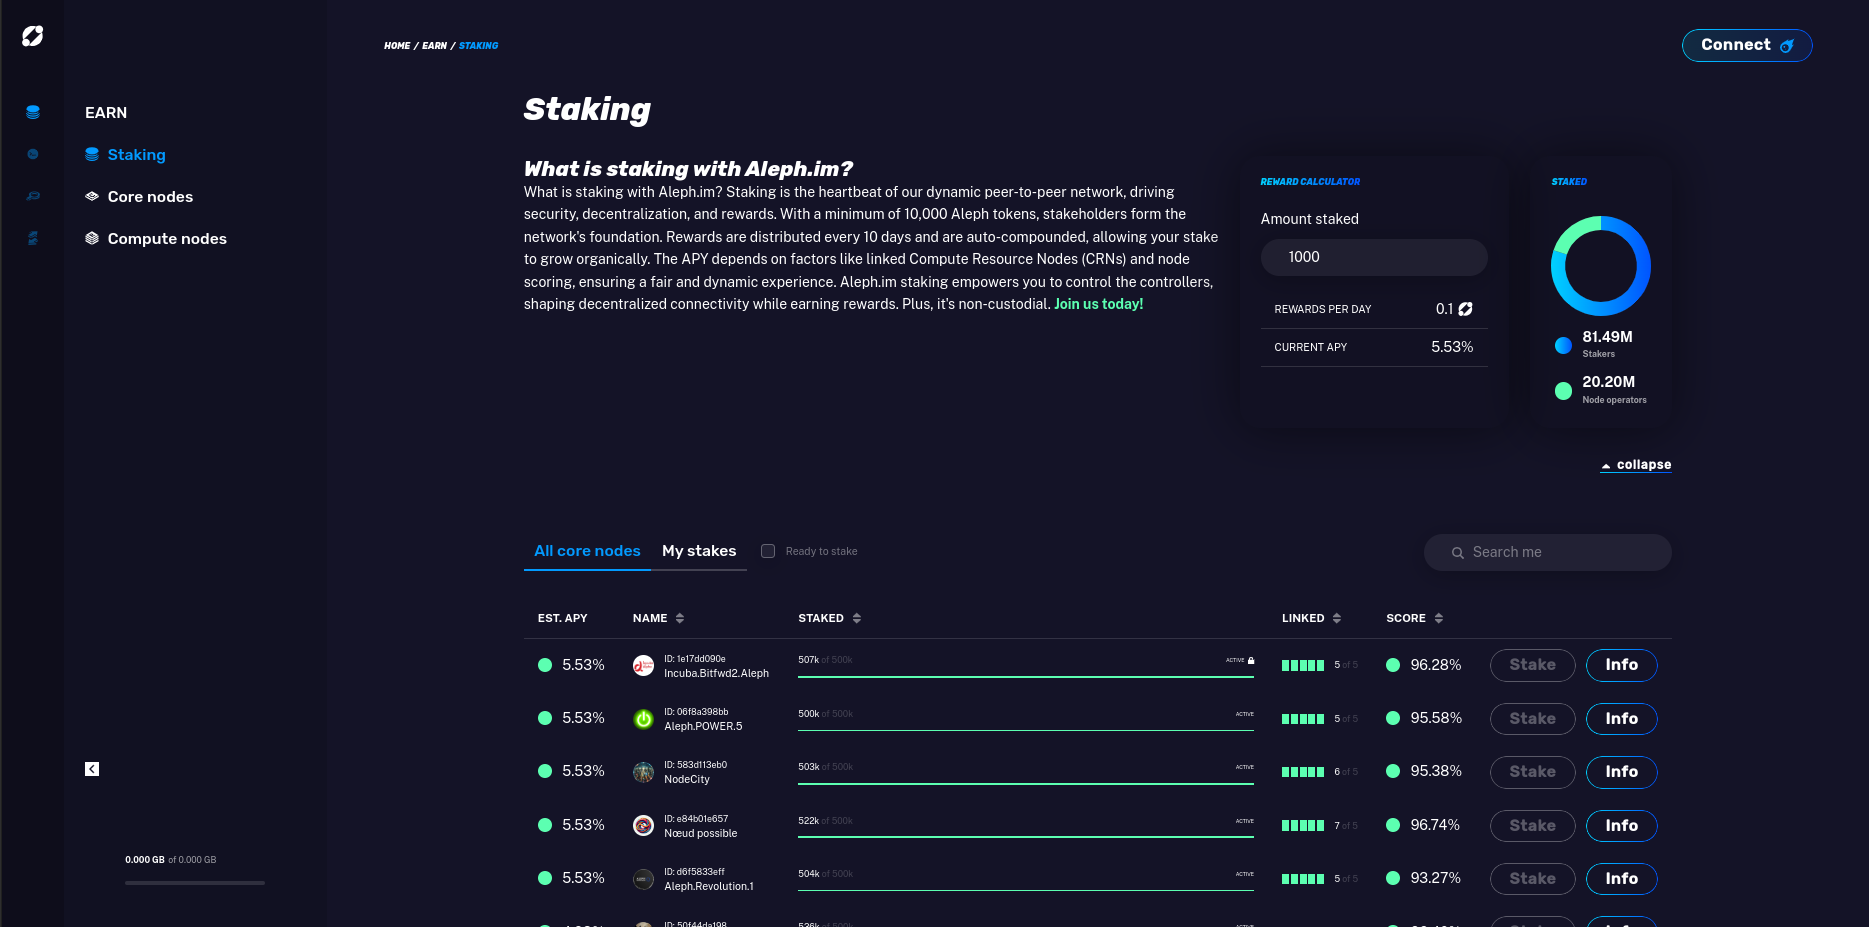 HOME / EARN / STAKING
Connect
EARN
Staking
Core nodes
Compute nodes
0.000 GB of 0.000 GB
Staking
What is staking with Aleph.im?
What is staking with Aleph.im? Staking is the heartbeat of our dynamic peer-to-peer network, driving
security, decentralization, and rewards. With a minimum of 10,000 Aleph tokens, stakeholders form the
network's foundation. Rewards are distributed every 10 days and are auto-compounded, allowing your stake
to grow organically. The APY depends on factors like linked Compute Resource Nodes (CRNs) and node
scoring, ensuring a fair and dynamic experience. Aleph.im staking empowers you to control the controllers,
shaping decentralized connectivity while earning rewards. Plus, it's non-custodial. Join us today!
REWARD CALCULATOR
Amount staked
1000
REWARDS PER DAY 0.1
CURRENT APY 5.53%
STAKED
81.49M
Stakers
20.20M
Node operators
collapse
All core nodes My stakes Ready to stake Search me
EST. APY NAME STAKED LINKED SCORE
5.53% ID: 1e17dd090e 507k of 500k ACTIVE 5 of 5 96.28% Stake Info
Incuba.Bitfwd2.Aleph
5.53% ID: 06f8a398bb 500k of 500k ACTIVE 5 of 5 95.58% Stake Info
Aleph.POWER.5
5.53% ID: 583d113eb0 503k of 500k ACTIVE 6 of 5 95.38% Stake Info
NodeCity
5.53% ID: e84b01e657 522k of 500k ACTIVE 7 of 5 96.74% Stake Info
Nœud possible
5.53% ID: d6f5833eff 504k of 500k ACTIVE 5 of 5 93.27% Stake Info
Aleph.Revolution.1